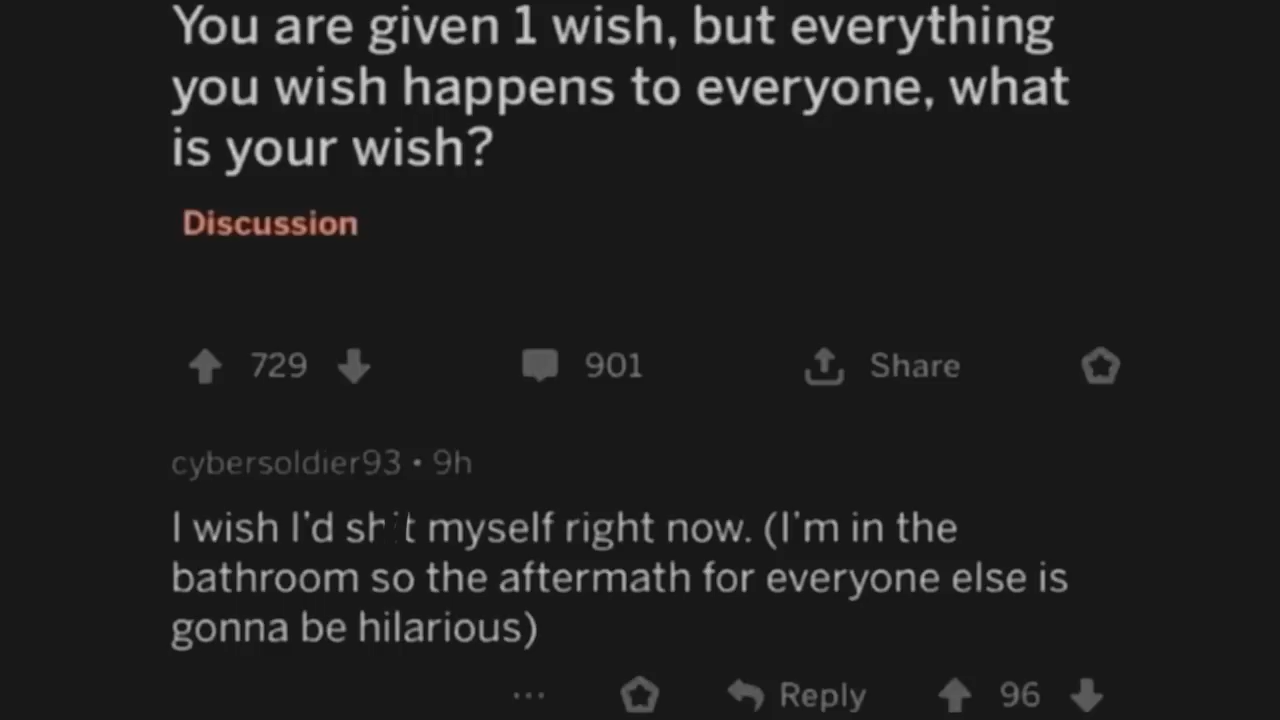 You are given 1 wish, but everything
you wish happens to everyone, what
is your wish?
Discussion
729
901
Share
cybersoldier93 • 9h
I wish I'd sh t myself right now. (I'm in the
bathroom so the aftermath for everyone else is
gonna be hilarious)
... Reply 96